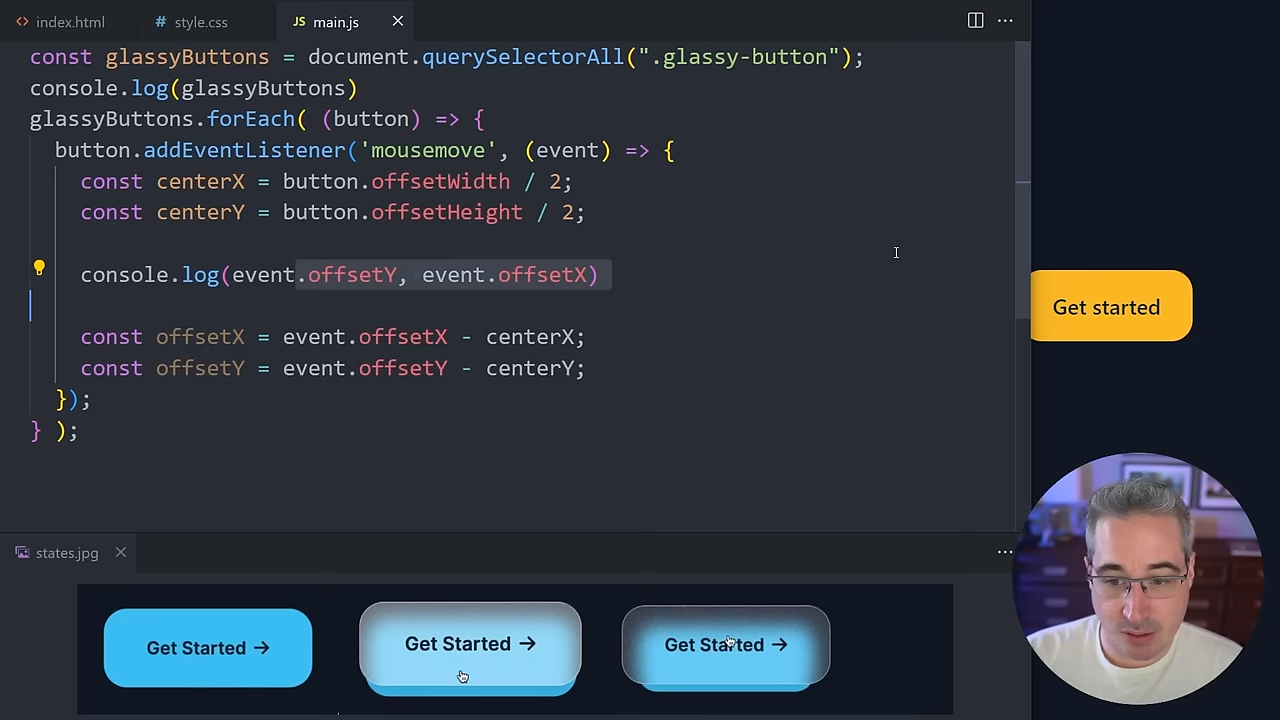 index.html
# style.css
JS main.js
const glassyButtons = document.querySelectorAll(".glassy-button");
console.log(glassyButtons)
glassyButtons.forEach( (button) => {
button.addEventListener('mousemove', (event) => {
const centerX = button.offsetWidth / 2;
const centerY = button.offsetHeight / 2;
console.log(event.offsetY, event.offsetX)
const offsetX = event.offsetX - centerX;
const offsetY = event.offsetY - centerY;
});
} );
Get started
states.jpg
Get Started →
Get Started →
Get Started →